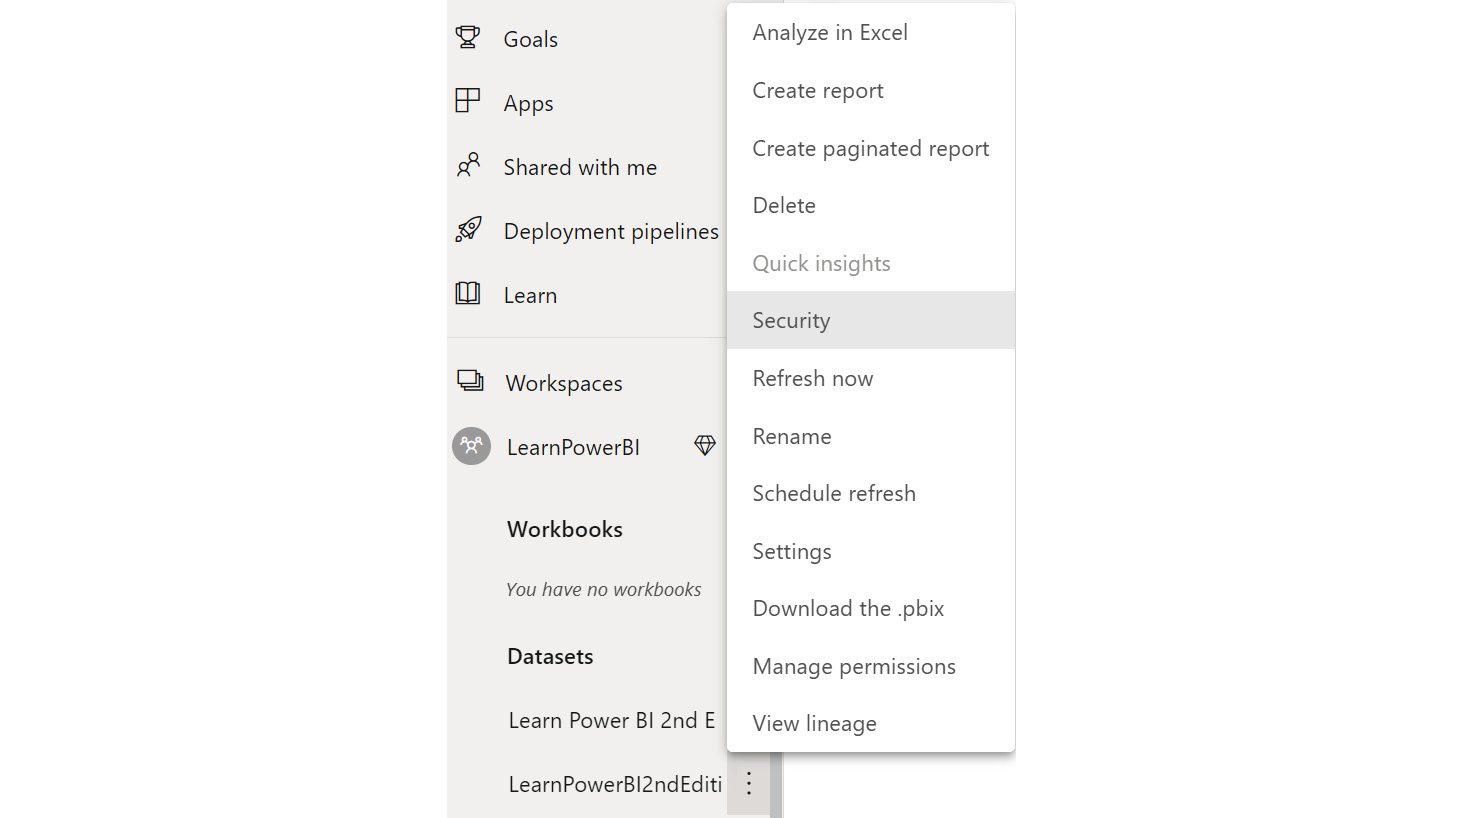 Goals
Apps
Shared with me
Deployment pipelines
Learn
Workspaces
LearnPowerBI
Workbooks
You have no workbooks
Datasets
Learn Power BI 2nd E
LearnPowerBI2ndEditi
Analyze in Excel
Create report
Create paginated report
Delete
Quick insights
Security
Refresh now
Rename
Schedule refresh
Settings
Download the .pbix
Manage permissions
View lineage